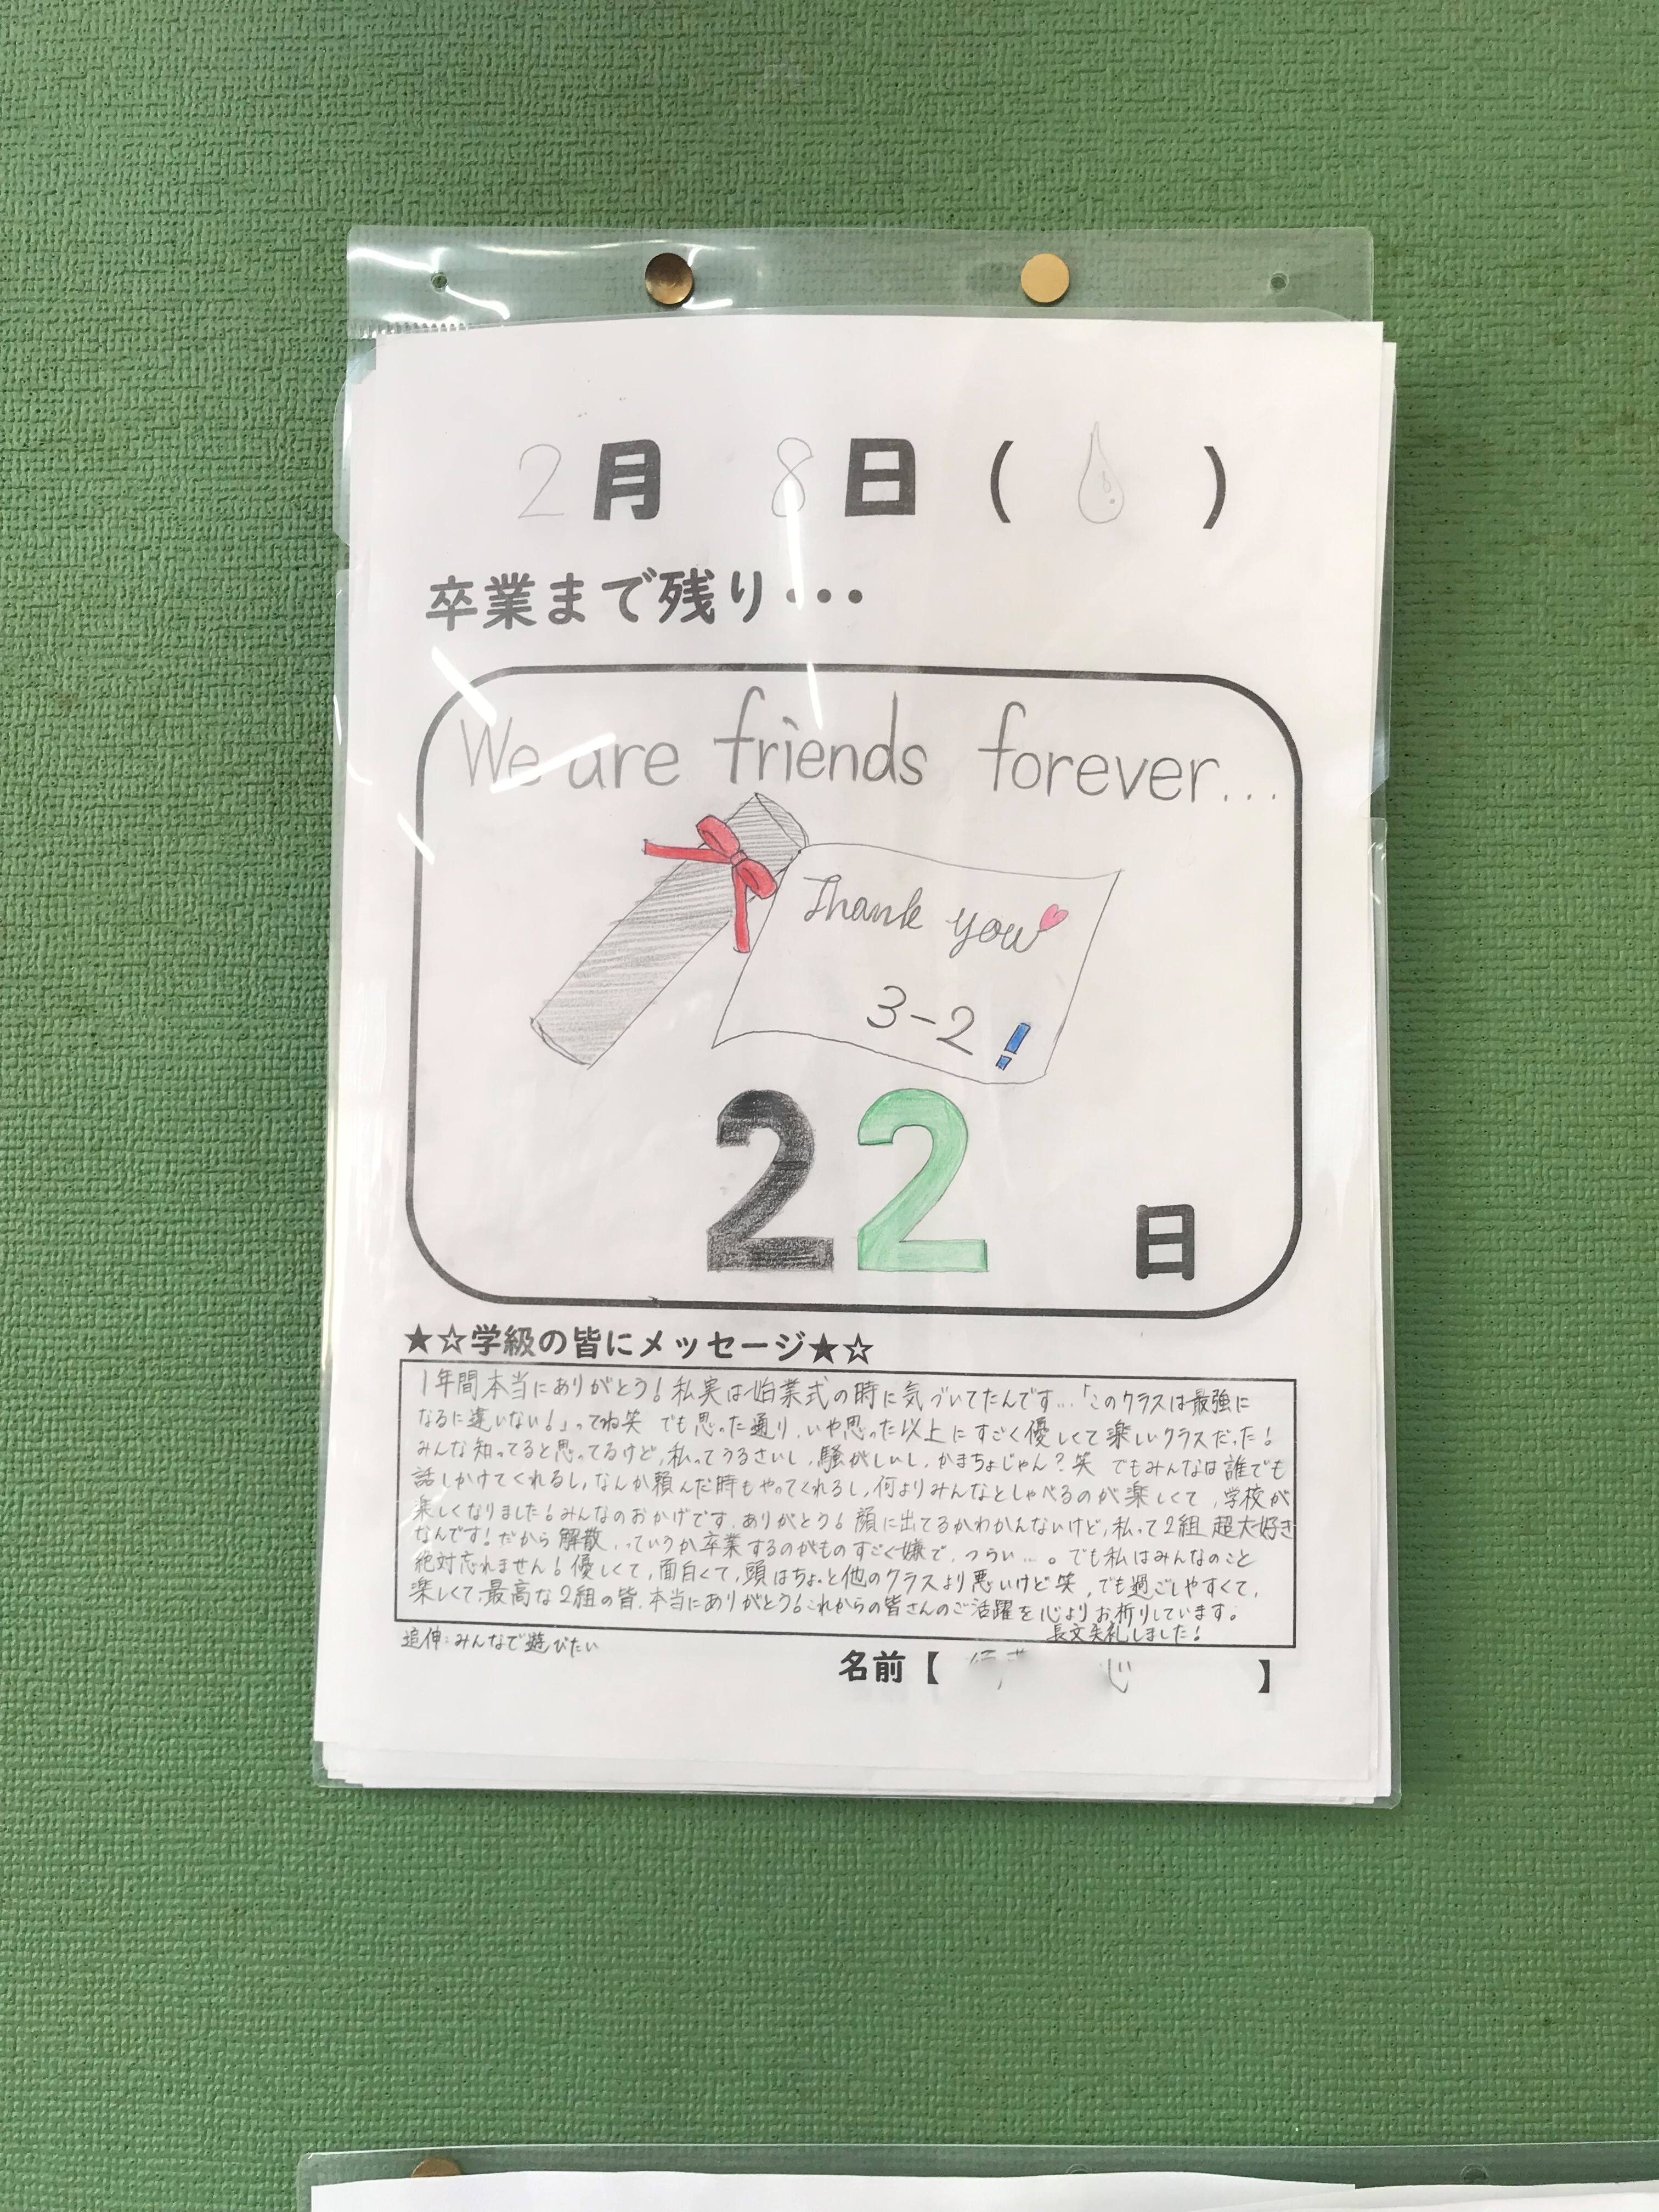 2月 8日 ( )
卒業まで残り・・・
We are friends forever...
Thank you
3-2!
22日
★☆学級の皆にメッセージ★☆
1年間本当にありがとう!私実は始業式の時に気づいてたんです...「このクラスは最強に
なるに違いない!」ってね笑 でも思った通り、いや思った以上にすごく優しくて楽しいクラスだった!
みんな知ってると思ってるけど、私ってうるさいし、騒がしいし、かまちょじゃん?笑 でもみんなは誰でも
話しかけてくれるし、なんか頼んだ時もやってくれるし、何よりみんなとしゃべるのが楽しくて、学校が
楽しくなりました!みんなのおかげです。ありがとう!顔に出てるかわかんないけど、私って2組超大好き
なんです!だから解散、っていうか卒業するのがものすごく嫌で、つらい...。でも私はみんなのこと
絶対忘れません!優しくて、面白くて、頭はちょっと他のクラスより悪いけど笑、でも過ごしやすくて、
楽しくて、最高な2組の皆、本当にありがとう!これからの皆さんのご活躍を心よりお祈りしています。
長文失礼しました!
追伸:みんなで遊びたい
名前【 】